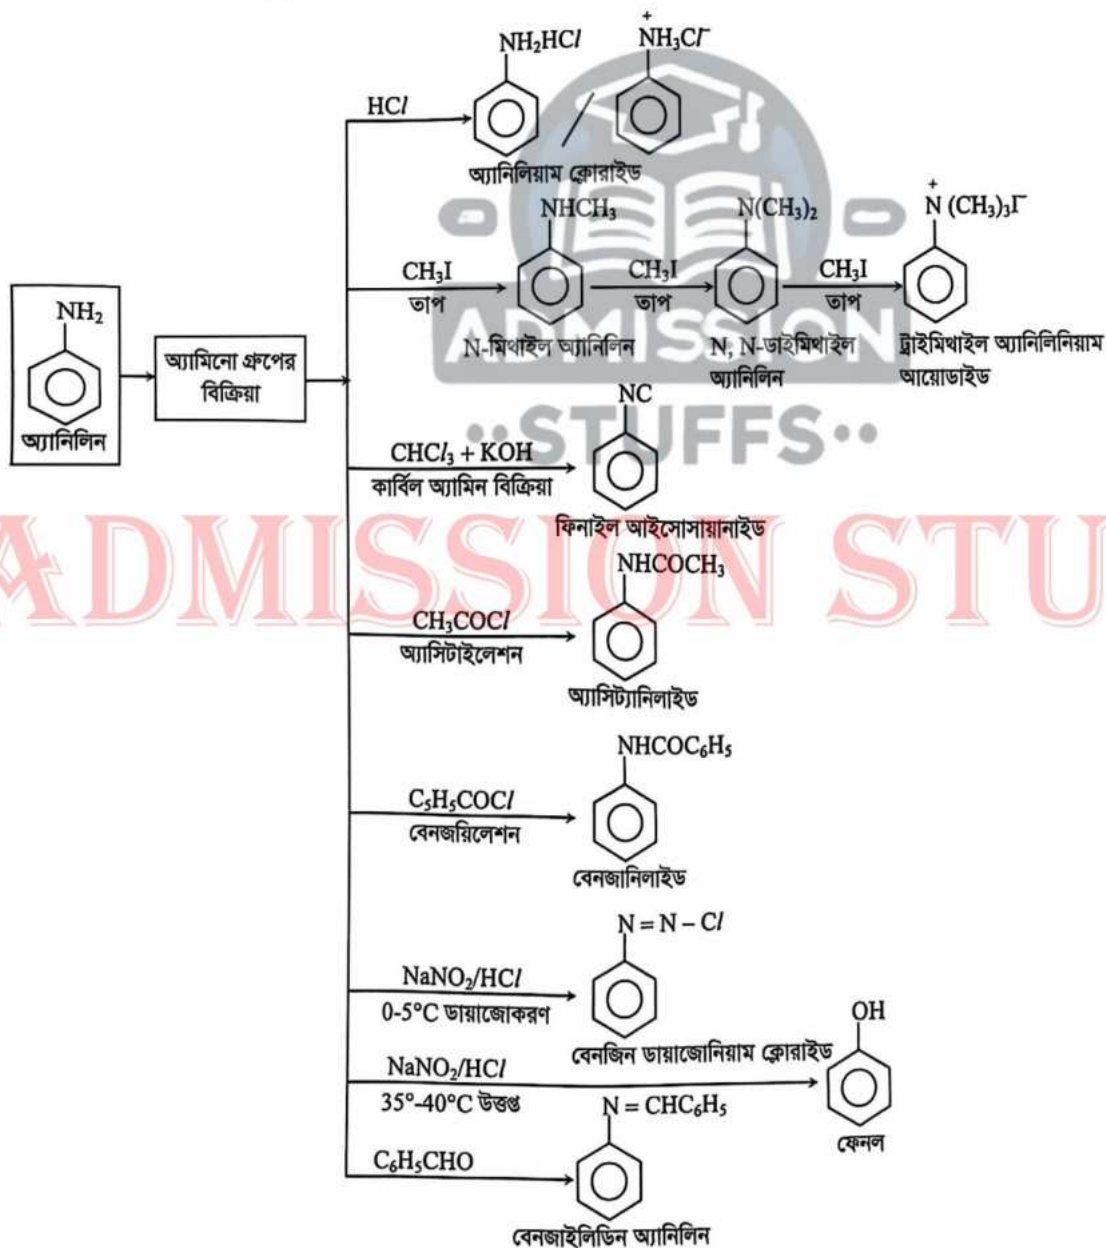 NH₂HCl
⁺NH₃Cl⁻
HCl
অ্যানিলিয়াম ক্লোরাইড
NHCH₃
N(CH₃)₂
⁺N (CH₃)₃I⁻
CH₃I
তাপ
CH₃I
তাপ
CH₃I
তাপ
N-মিথাইল অ্যানিলিন
N, N-ডাইমিথাইল
অ্যানিলিন
ট্রাইমিথাইল অ্যানিলিনিয়াম
আয়োডাইড
NH₂
অ্যানিলিন
অ্যামিনো গ্রুপের
বিক্রিয়া
NC
CHCl₃ + KOH
কার্বিল অ্যামিন বিক্রিয়া
ফিনাইল আইসোসায়ানাইড
NHCOCH₃
CH₃COCl
অ্যাসিটাইলেশন
অ্যাসিট্যানিলাইড
NHCOC₆H₅
C₅H₅COCl
বেনজয়িলেশন
বেনজানিলাইড
N = N – Cl
NaNO₂/HCl
0-5°C ডায়াজোকরণ
বেনজিন ডায়াজোনিয়াম ক্লোরাইড
OH
NaNO₂/HCl
35°-40°C উত্তপ্ত
ফেনল
N = CHC₆H₅
C₆H₅CHO
বেনজাইলিডিন অ্যানিলিন
ADMISSION
••STUFFS••
ADMISSION STU